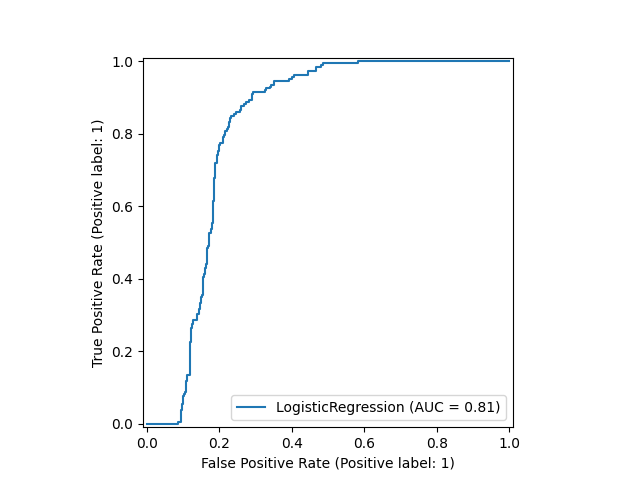 1.0
0.8
0.6
0.4
0.2
0.0
True Positive Rate (Positive label: 1)
LogisticRegression (AUC = 0.81)
0.0 0.2 0.4 0.6 0.8 1.0
False Positive Rate (Positive label: 1)